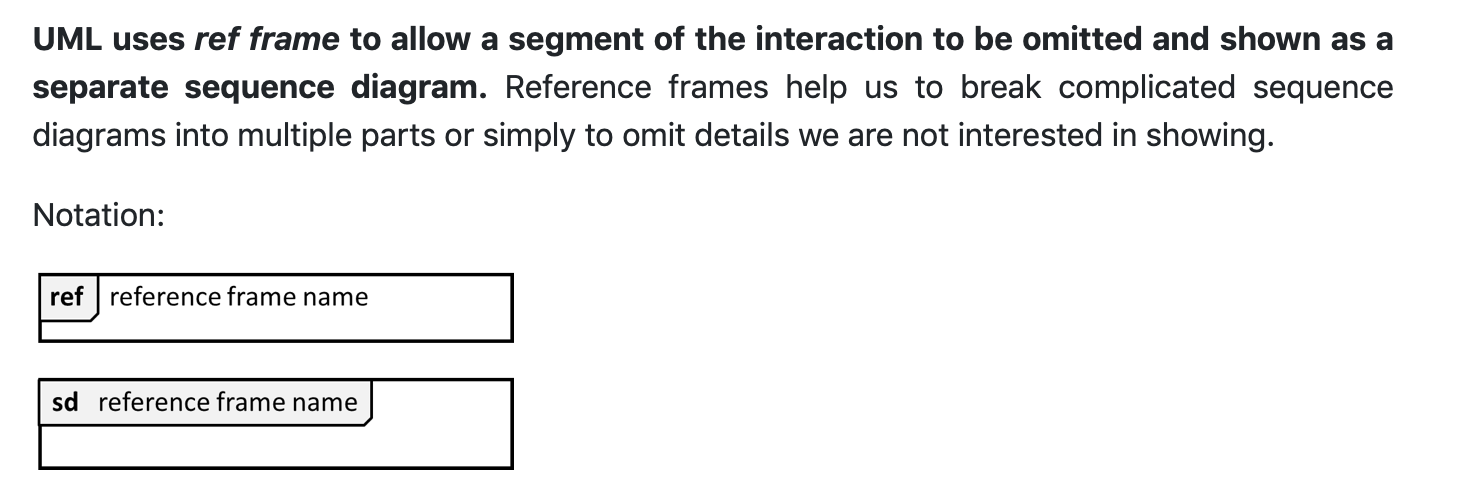 UML uses ref frame to allow a segment of the interaction to be omitted and shown as a
separate sequence diagram. Reference frames help us to break complicated sequence
diagrams into multiple parts or simply to omit details we are not interested in showing.
Notation:
ref reference frame name
sd reference frame name